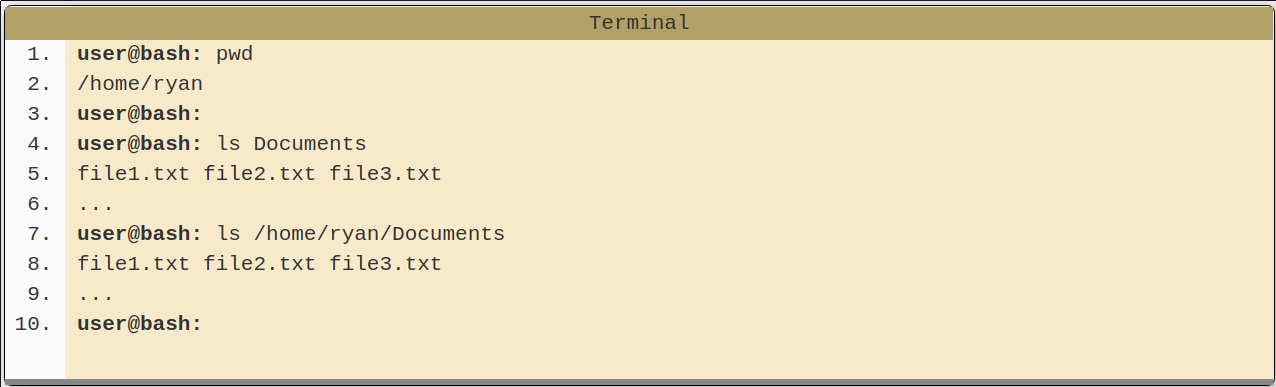 Terminal
1. user@bash: pwd
2. /home/ryan
3. user@bash:
4. user@bash: ls Documents
5. file1.txt file2.txt file3.txt
6. ...
7. user@bash: ls /home/ryan/Documents
8. file1.txt file2.txt file3.txt
9. ...
10. user@bash: